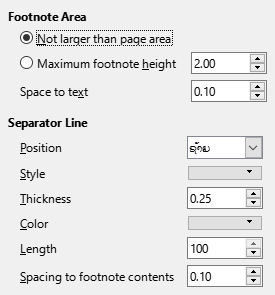 Footnote Area
Not larger than page area
Maximum footnote height 2.00
Space to text 0.10
Separator Line
Position ຊ້າຍ
Style
Thickness 0.25
Color
Length 100
Spacing to footnote contents 0.10